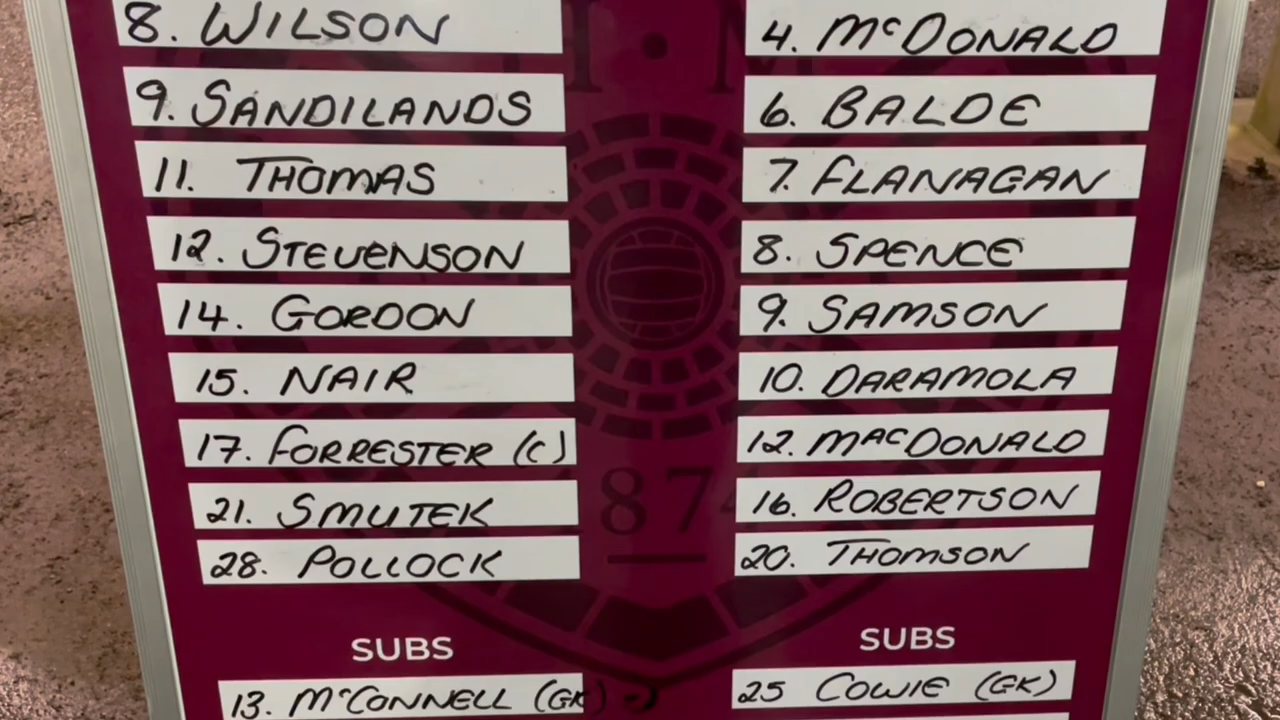 8. WILSON
9. SANDILANDS
11. THOMAS
12. STEVENSON
14. GORDON
15. NAIR
17. FORRESTER (C)
21. SMUTEK
28. POLLOCK
SUBS
13. McCONNELL (GK)
4. McDONALD
6. BALDE
7. FLANAGAN
8. SPENCE
9. SAMSON
10. DARAMOLA
12. MACDONALD
16. ROBERTSON
20. THOMSON
SUBS
25 COWIE (GK)
874